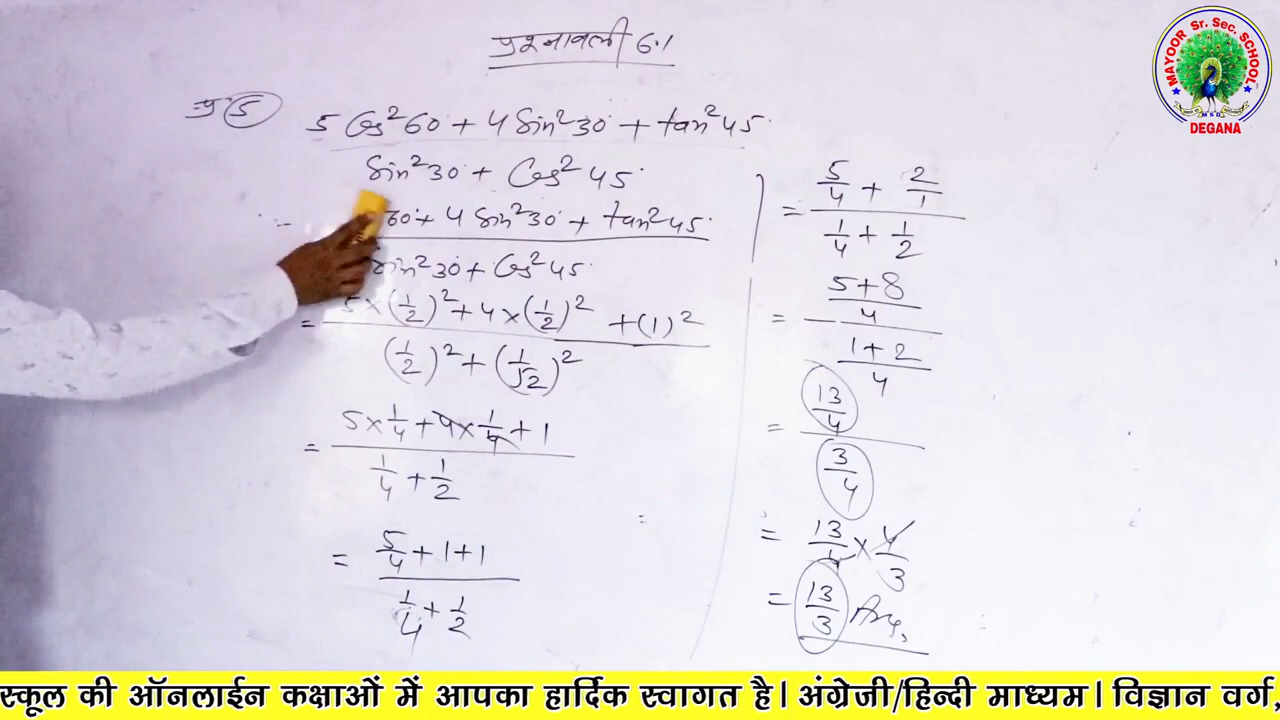 प्रश्नावली 6.1
प्र 5
5 Cos²60 + 4 Sin²30 + tan²45
Sin²30 + Cos²45
60 + 4 Sin²30 + tan²45
Sin²30 + Cos²45
= 5×(1/2)² + 4×(1/2)² + (1)²
(1/2)² + (1/√2)²
= 5×1/4 + 4×1/4 + 1
1/4 + 1/2
= 5/4 + 1 + 1
1/4 + 1/2
= 5/4 + 2/1
1/4 + 1/2
= 5+8
4
1+2
4
= 13/4
3/4
= 13/4 × 4/3
= 13/3 Ans.
MAYOOR Sr. Sec. SCHOOL
DEGANA
स्कूल की ऑनलाईन कक्षाओं में आपका हार्दिक स्वागत है। अंग्रेजी/हिन्दी माध्यम। विज्ञान वर्ग,